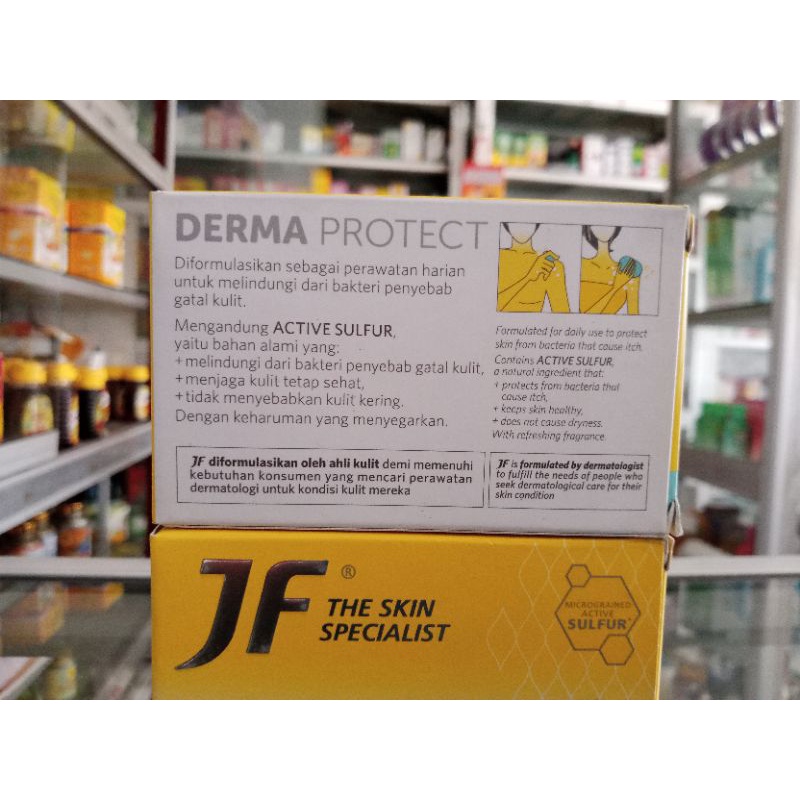 DERMA PROTECT
Diformulasikan sebagai perawatan harian
untuk melindungi dari bakteri penyebab
gatal kulit.
Mengandung ACTIVE SULFUR,
yaitu bahan alami yang:
+melindungi dari bakteri penyebab gatal kulit,
+menjaga kulit tetap sehat,
+tidak menyebabkan kulit kering.
Dengan keharuman yang menyegarkan.
Formulated for daily use to protect
skin from bacteria that cause itch.
Contains ACTIVE SULFUR,
a natural ingredient that:
+ protects from bacteria that
cause itch,
+ keeps skin healthy,
+ does not cause dryness.
With refreshing fragrance.
JF diformulasikan oleh ahli kulit demi memenuhi
kebutuhan konsumen yang mencari perawatan
dermatologi untuk kondisi kulit mereka
JF is formulated by dermatologist
to fulfill the needs of people who
seek dermatological care for their
skin condition
JF®
THE SKIN
SPECIALIST
MICROGRAINED
ACTIVE
SULFUR